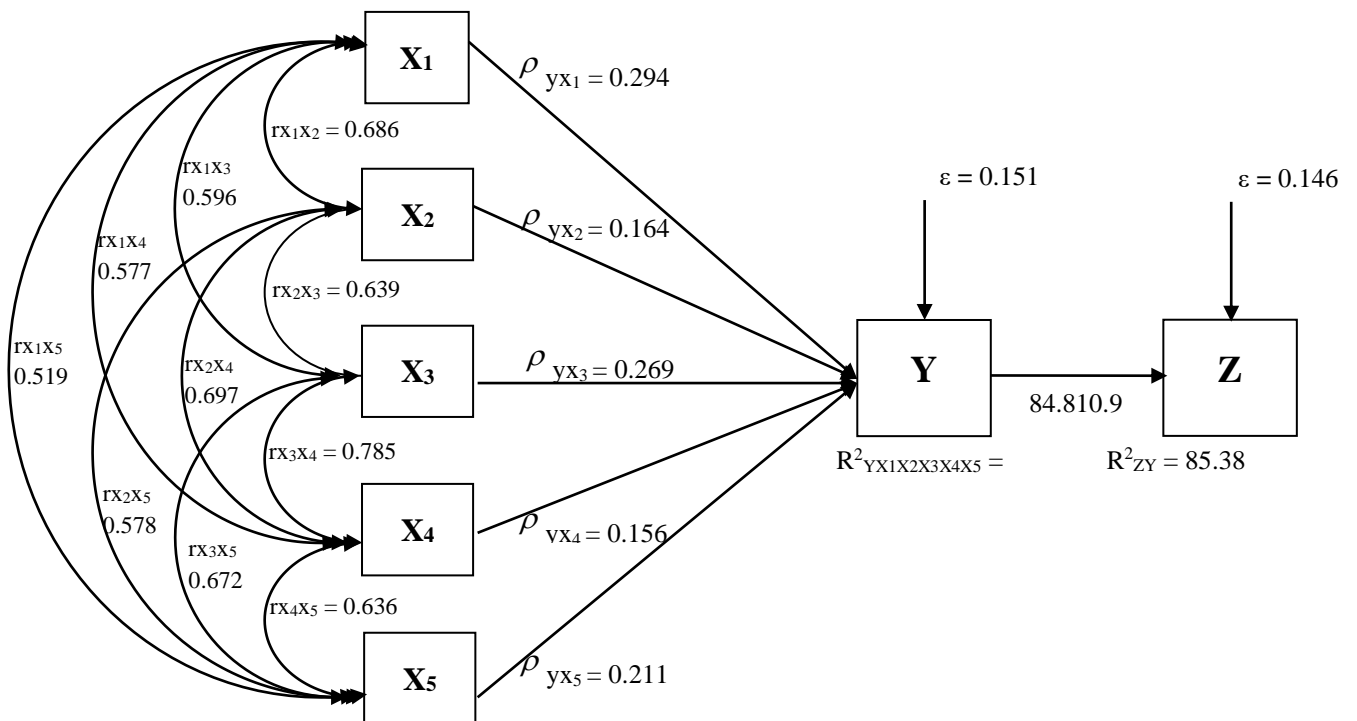 X1
ρ yx1 = 0.294
rx1x2 = 0.686
rx1x3
0.596
ε = 0.151
ε = 0.146
X2
ρ yx2 = 0.164
rx1x4
0.577
rx2x3 = 0.639
rx1x5
0.519
rx2x4
0.697
X3
ρ yx3 = 0.269
Y
Z
84.810.9
R2YX1X2X3X4X5 =
R2ZY = 85.38
rx3x4 = 0.785
rx2x5
0.578
X4
ρ yx4 = 0.156
rx3x5
0.672
rx4x5 = 0.636
X5
ρ yx5 = 0.211